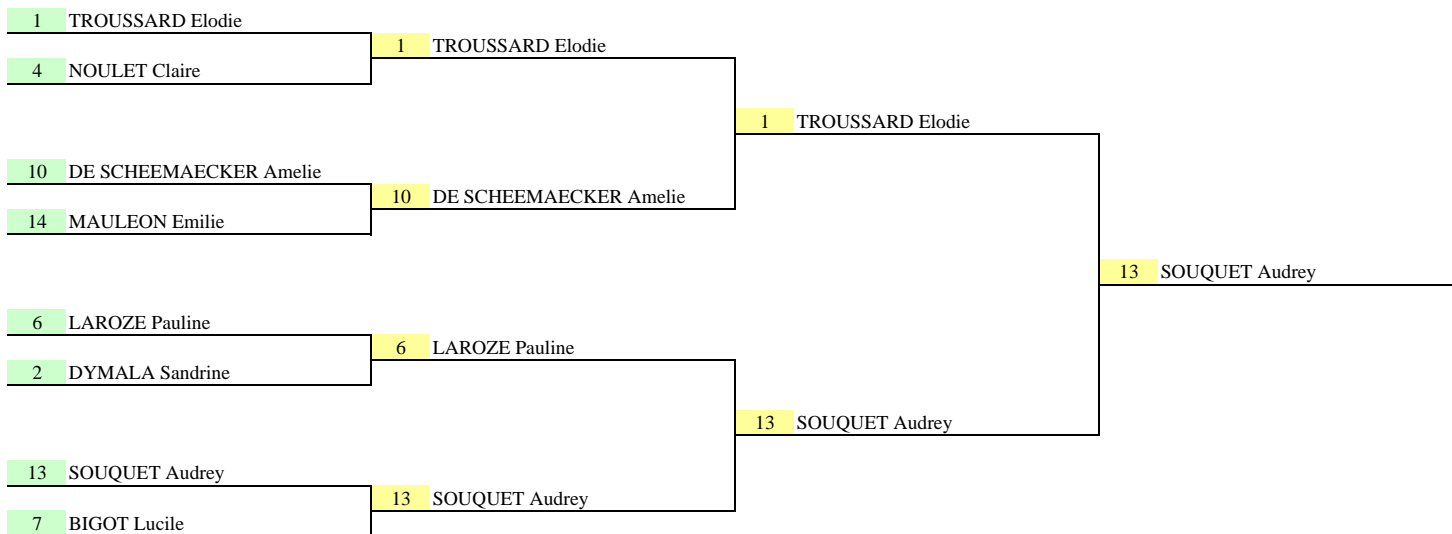 1 TROUSSARD Elodie
1 TROUSSARD Elodie
4 NOULET Claire
1 TROUSSARD Elodie
10 DE SCHEEMAECKER Amelie
10 DE SCHEEMAECKER Amelie
14 MAULEON Emilie
13 SOUQUET Audrey
6 LAROZE Pauline
6 LAROZE Pauline
2 DYMALA Sandrine
13 SOUQUET Audrey
13 SOUQUET Audrey
13 SOUQUET Audrey
7 BIGOT Lucile